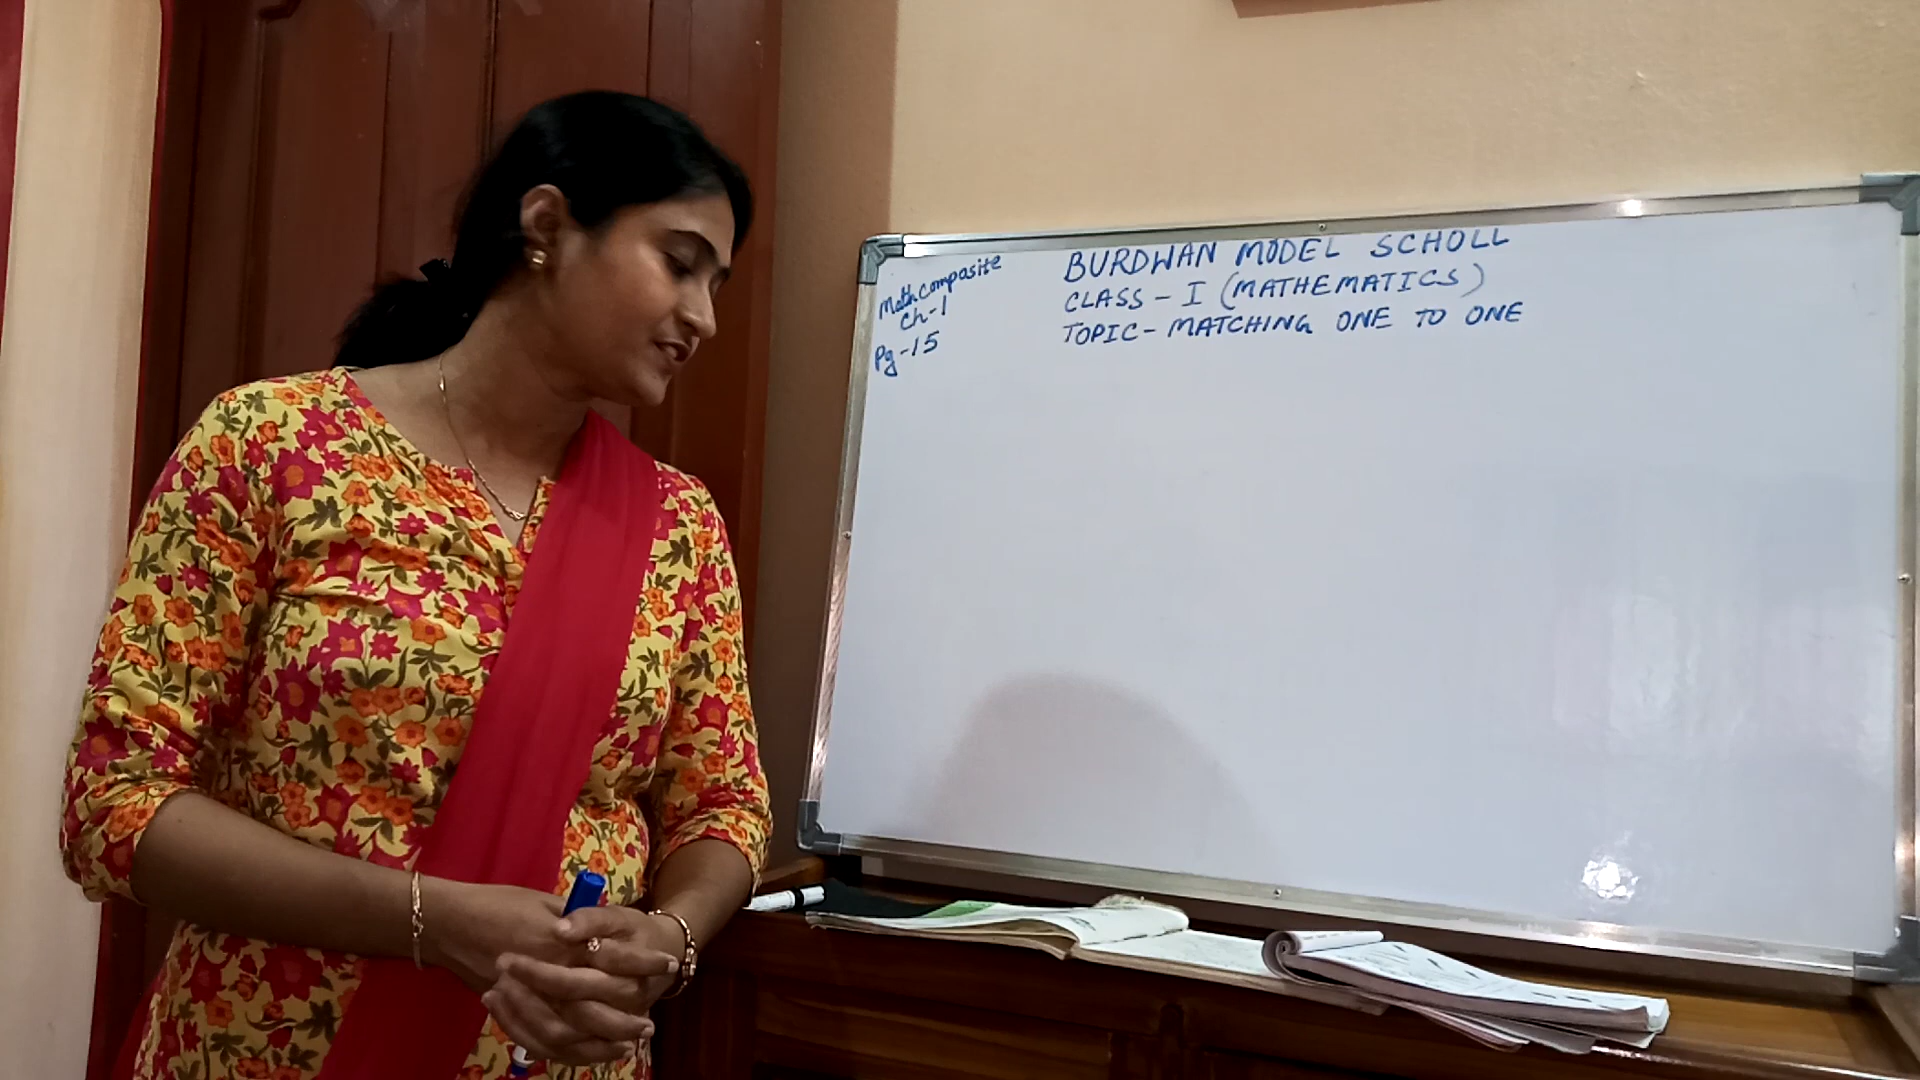 Math composite
Ch-1
Pg-15
BURDWAN MODEL SCHOLL
CLASS - I (MATHEMATICS)
TOPIC - MATCHING ONE TO ONE